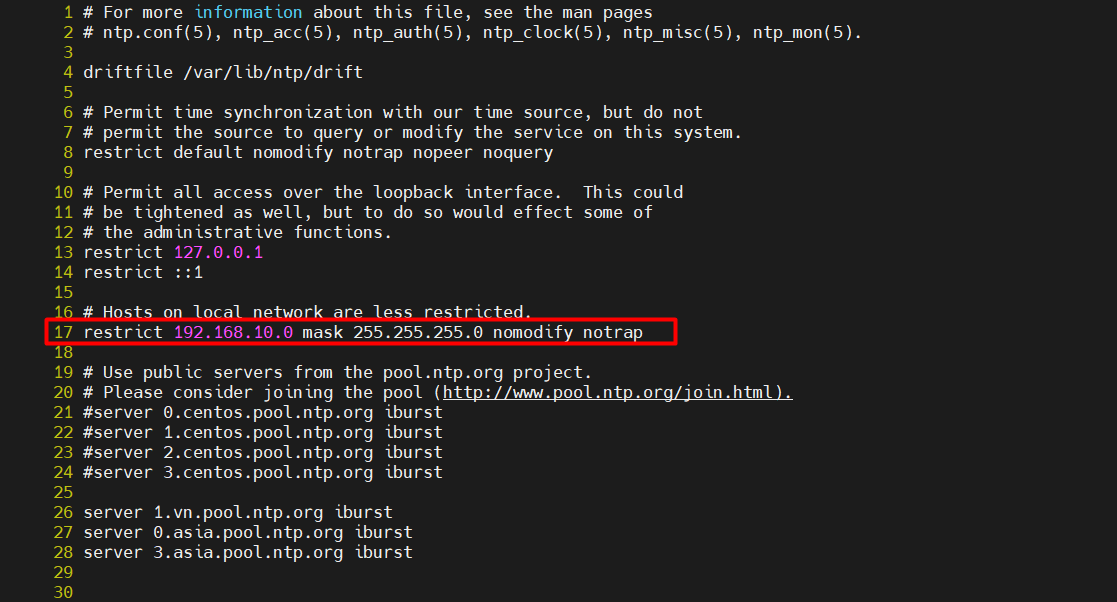 1 # For more information about this file, see the man pages
2 # ntp.conf(5), ntp_acc(5), ntp_auth(5), ntp_clock(5), ntp_misc(5), ntp_mon(5).
3
4 driftfile /var/lib/ntp/drift
5
6 # Permit time synchronization with our time source, but do not
7 # permit the source to query or modify the service on this system.
8 restrict default nomodify notrap nopeer noquery
9
10 # Permit all access over the loopback interface.  This could
11 # be tightened as well, but to do so would effect some of
12 # the administrative functions.
13 restrict 127.0.0.1
14 restrict ::1
15
16 # Hosts on local network are less restricted.
17 restrict 192.168.10.0 mask 255.255.255.0 nomodify notrap
18
19 # Use public servers from the pool.ntp.org project.
20 # Please consider joining the pool (http://www.pool.ntp.org/join.html).
21 #server 0.centos.pool.ntp.org iburst
22 #server 1.centos.pool.ntp.org iburst
23 #server 2.centos.pool.ntp.org iburst
24 #server 3.centos.pool.ntp.org iburst
25
26 server 1.vn.pool.ntp.org iburst
27 server 0.asia.pool.ntp.org iburst
28 server 3.asia.pool.ntp.org iburst
29
30